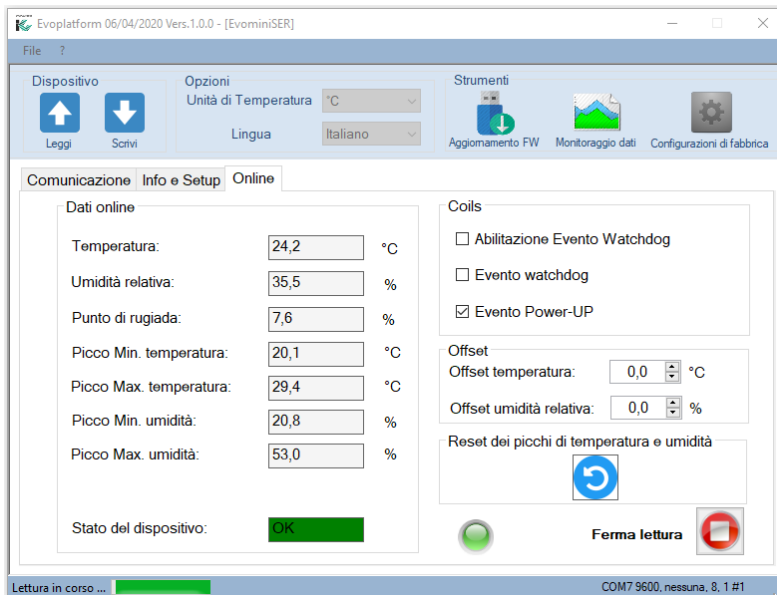 Evoplatform 06/04/2020 Vers.1.0.0 - [EvominiSER]
File ?
Dispositivo
Leggi
Scrivi
Opzioni
Unità di Temperatura °C
Lingua Italiano
Strumenti
Aggiornamento FW
Monitoraggio dati
Configurazioni di fabbrica
Comunicazione Info e Setup Online
Dati online
Temperatura: 24,2 °C
Umidità relativa: 35,5 %
Punto di rugiada: 7,6 %
Picco Min. temperatura: 20,1 °C
Picco Max. temperatura: 29,4 °C
Picco Min. umidità: 20,8 %
Picco Max. umidità: 53,0 %
Stato del dispositivo: OK
Coils
Abilitazione Evento Watchdog
Evento watchdog
Evento Power-UP
Offset
Offset temperatura: 0,0 °C
Offset umidità relativa: 0,0 %
Reset dei picchi di temperatura e umidità
Ferma lettura
Lettura in corso ...
COM7 9600, nessuna, 8, 1 #1